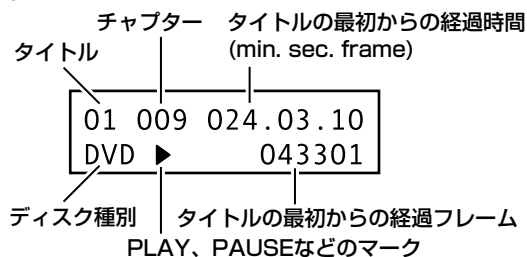 チャプター タイトルの最初からの経過時間
タイトル (min. sec. frame)
01 009 024.03.10
DVD ▶ 043301
ディスク種別 タイトルの最初からの経過フレーム
PLAY、PAUSEなどのマーク